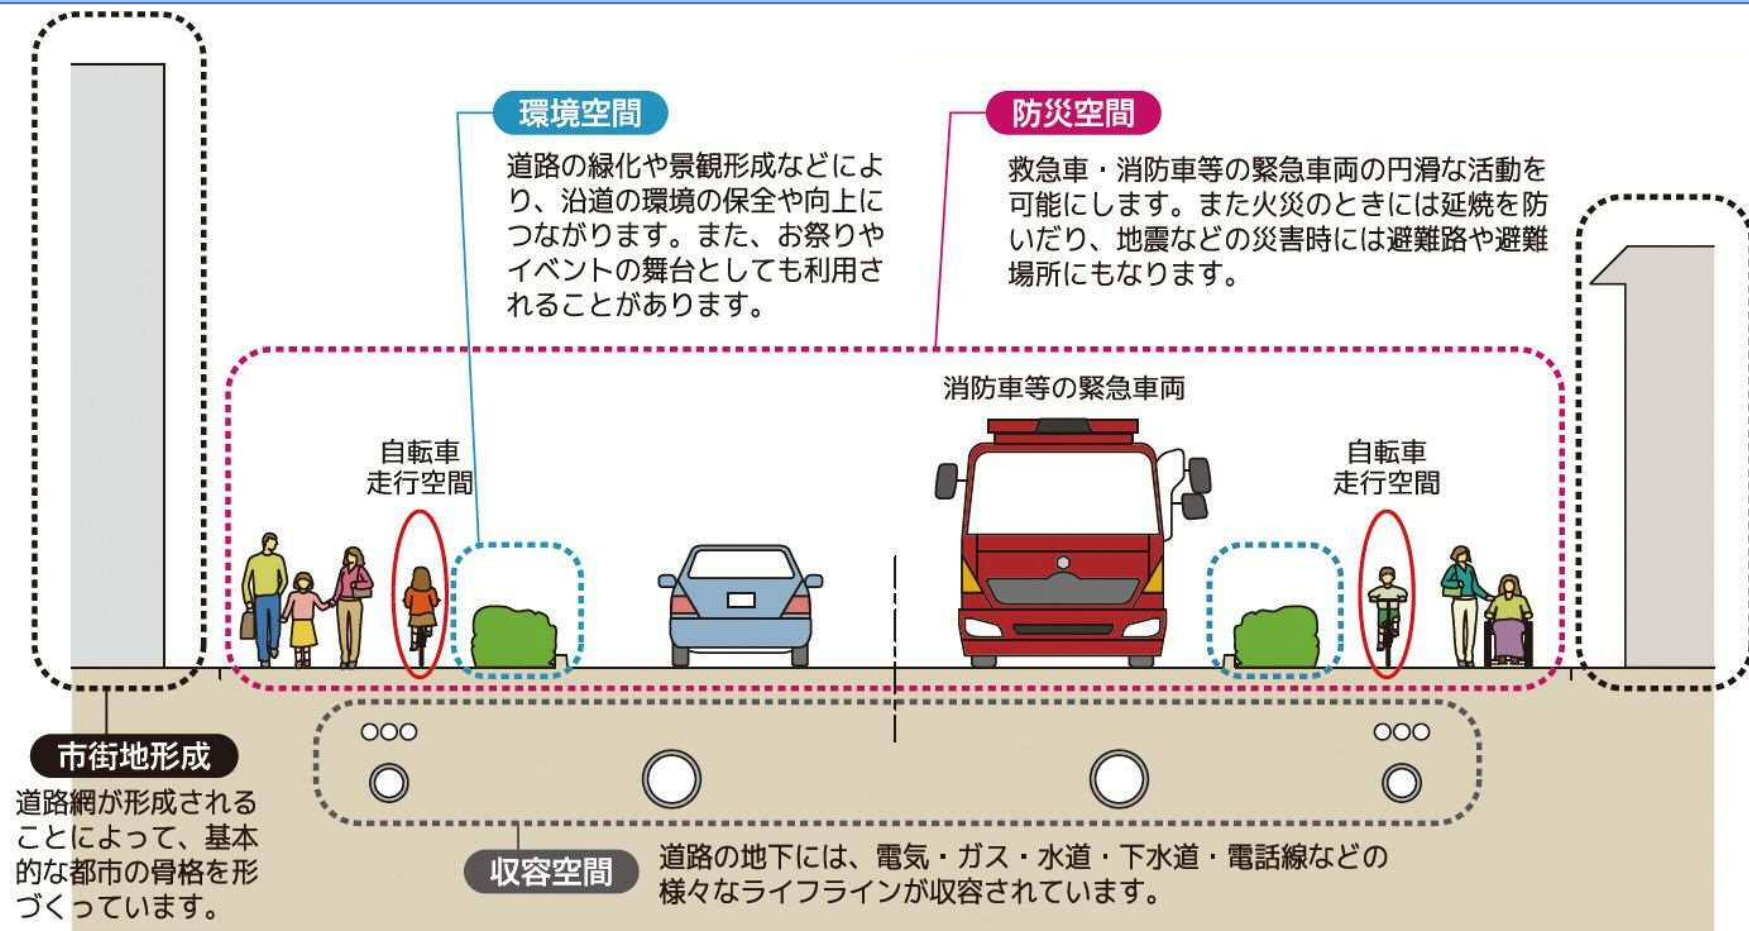 環境空間
道路の緑化や景観形成などによ
り、沿道の環境の保全や向上に
つながります。また、お祭りや
イベントの舞台としても利用さ
れることがあります。
防災空間
救急車・消防車等の緊急車両の円滑な活動を
可能にします。また火災のときには延焼を防
いだり、地震などの災害時には避難路や避難
場所にもなります。
消防車等の緊急車両
自転車
走行空間
自転車
走行空間
市街地形成
道路網が形成される
ことによって、基本
的な都市の骨格を形
づくっています。
収容空間
道路の地下には、電気・ガス・水道・下水道・電話線などの
様々なライフラインが収容されています。